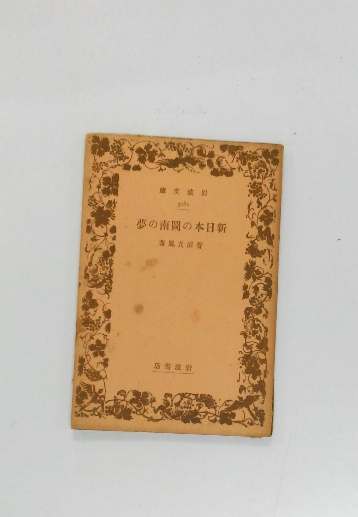 岩波文庫
新日本の圖南の夢
菅沼貞風著
岩波書店